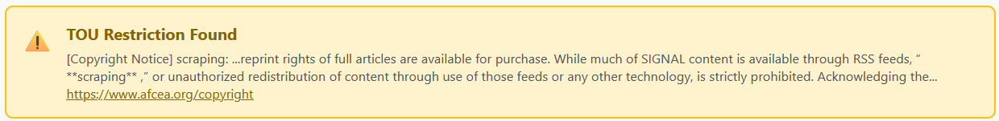 TOU Restriction Found
[Copyright Notice] scraping: ...reprint rights of full articles are available for purchase. While much of SIGNAL content is available through RSS feeds, “
**scraping** ,” or unauthorized redistribution of content through use of those feeds or any other technology, is strictly prohibited. Acknowledging the...
https://www.afcea.org/copyright